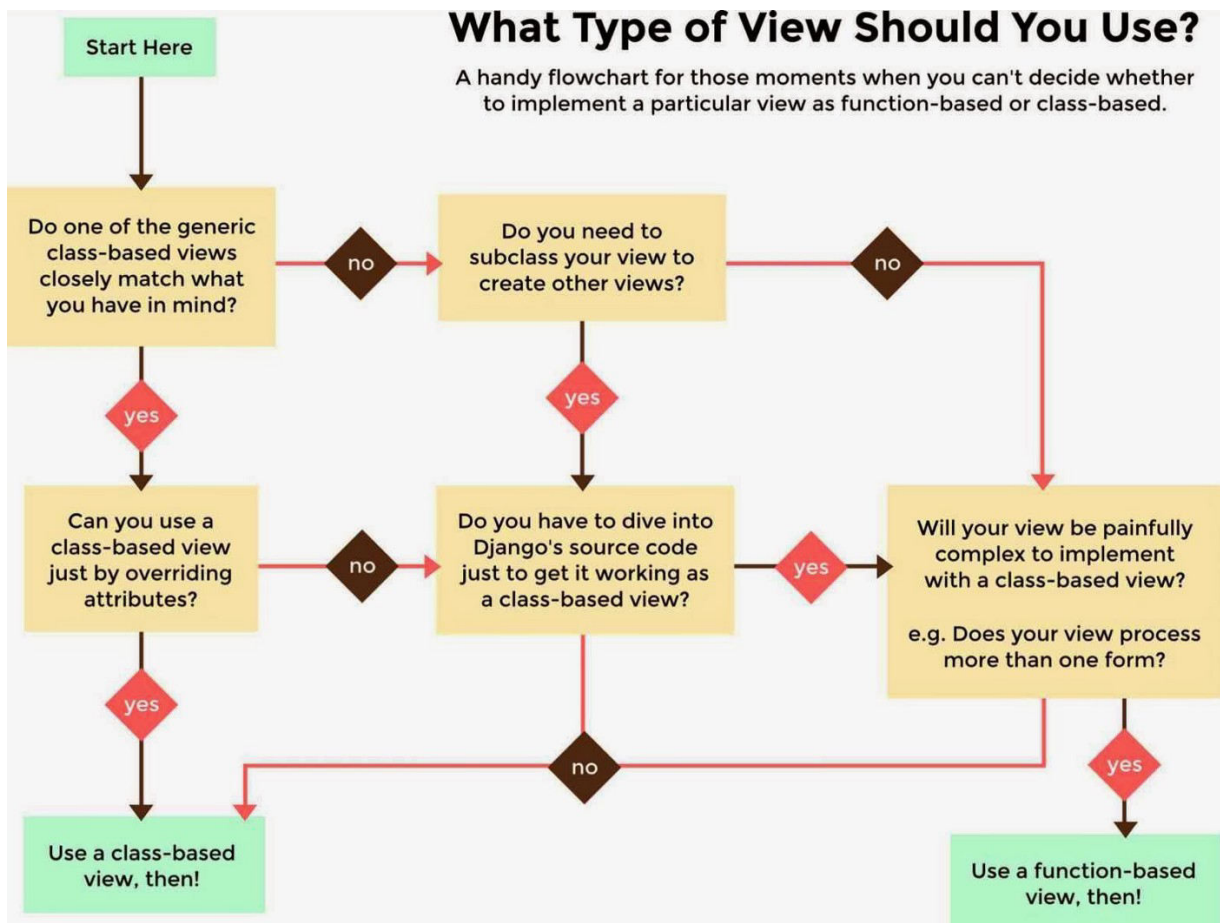 What Type of View Should You Use?
A handy flowchart for those moments when you can't decide whether
to implement a particular view as function-based or class-based.
Start Here
Do one of the generic
class-based views
closely match what
you have in mind?
no
Do you need to
subclass your view to
create other views?
no
yes
yes
Can you use a
class-based view
just by overriding
attributes?
no
Do you have to dive into
Django's source code
just to get it working as
a class-based view?
yes
Will your view be painfully
complex to implement
with a class-based view?
e.g. Does your view process
more than one form?
yes
no
yes
Use a class-based
view, then!
Use a function-based
view, then!